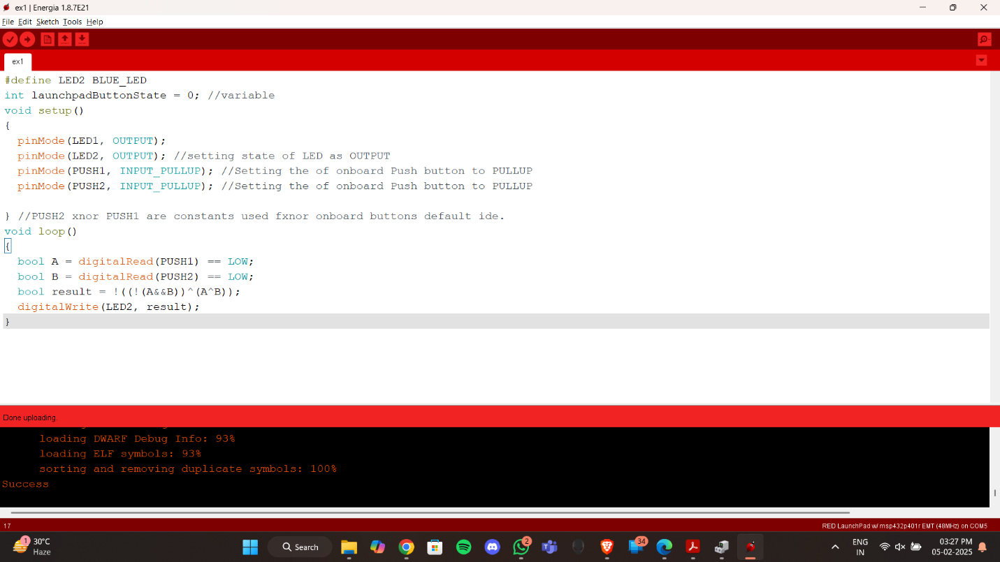 ex1 | Energia 1.8.7E21
File Edit Sketch Tools Help
ex1
#define LED2 BLUE_LED
int launchpadButtonState = 0; //variable
void setup()
{
pinMode(LED1, OUTPUT);
pinMode(LED2, OUTPUT); //setting state of LED as OUTPUT
pinMode(PUSH1, INPUT_PULLUP); //Setting the of onboard Push button to PULLUP
pinMode(PUSH2, INPUT_PULLUP); //Setting the of onboard Push button to PULLUP
} //PUSH2 xnor PUSH1 are constants used fxnor onboard buttons default ide.
void loop()
{
bool A = digitalRead(PUSH1) == LOW;
bool B = digitalRead(PUSH2) == LOW;
bool result = !((!(A&&B))^(A^B));
digitalWrite(LED2, result);
}
Done uploading.
loading DWARF Debug Info: 93%
loading ELF symbols: 93%
sorting and removing duplicate symbols: 100%
Success
17
RED LaunchPad w/ msp432p401r EMT (48MHz) on COM5
1
30°C
Haze
Search
2
34
ENG
IN
03:27 PM
05-02-2025